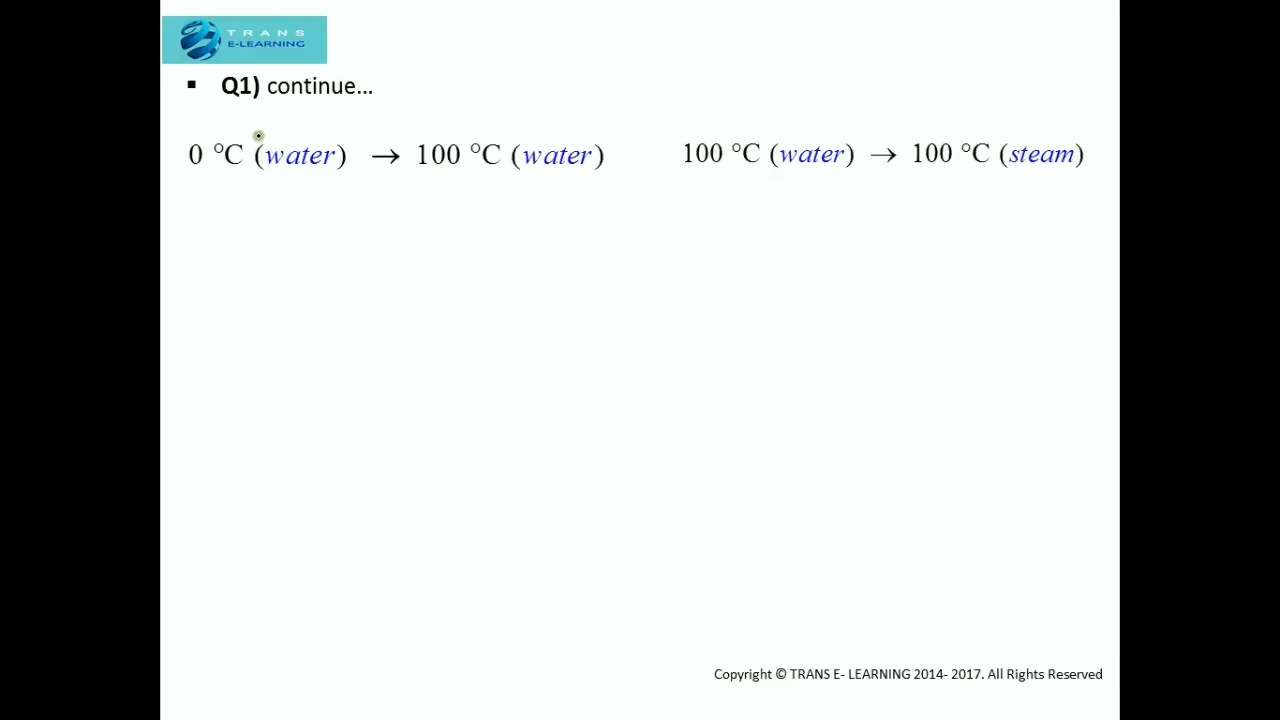 TRANS
E-LEARNING
▪ Q1) continue...
0 °C (water) → 100 °C (water)
100 °C (water) → 100 °C (steam)
Copyright © TRANS E- LEARNING 2014- 2017. All Rights Reserved